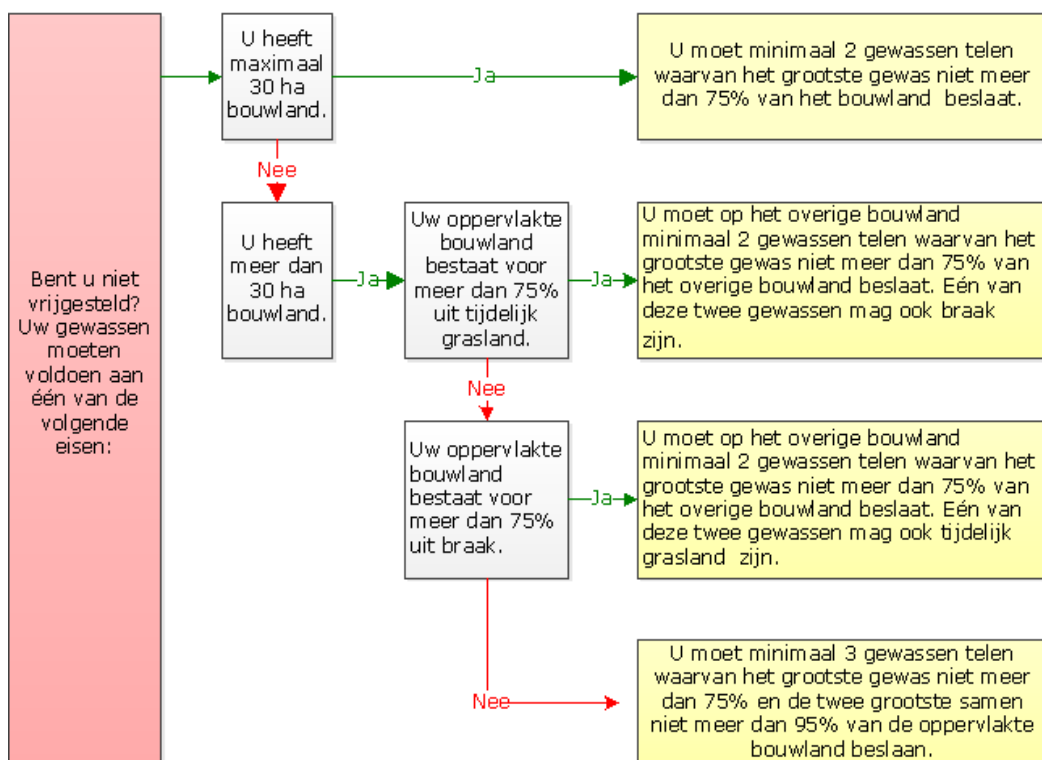 Bent u niet
vrijgesteld?
Uw gewassen
moeten
voldoen aan
één van de
volgende
eisen:
U heeft
maximaal
30 ha
bouwland.
Ja
U moet minimaal 2 gewassen telen
waarvan het grootste gewas niet meer
dan 75% van het bouwland beslaat.
Nee
U heeft
meer dan
30 ha
bouwland.
Ja
Uw oppervlakte
bouwland
bestaat voor
meer dan 75%
uit tijdelijk
grasland.
Ja
U moet op het overige bouwland
minimaal 2 gewassen telen waarvan het
grootste gewas niet meer dan 75% van
het overige bouwland beslaat. Eén van
deze twee gewassen mag ook braak
zijn.
Nee
Uw oppervlakte
bouwland
bestaat voor
meer dan 75%
uit braak.
Ja
U moet op het overige bouwland
minimaal 2 gewassen telen waarvan het
grootste gewas niet meer dan 75% van
het overige bouwland beslaat. Eén van
deze twee gewassen mag ook tijdelijk
grasland zijn.
Nee
U moet minimaal 3 gewassen telen
waarvan het grootste gewas niet meer
dan 75% en de twee grootste samen
niet meer dan 95% van de oppervlakte
bouwland beslaan.